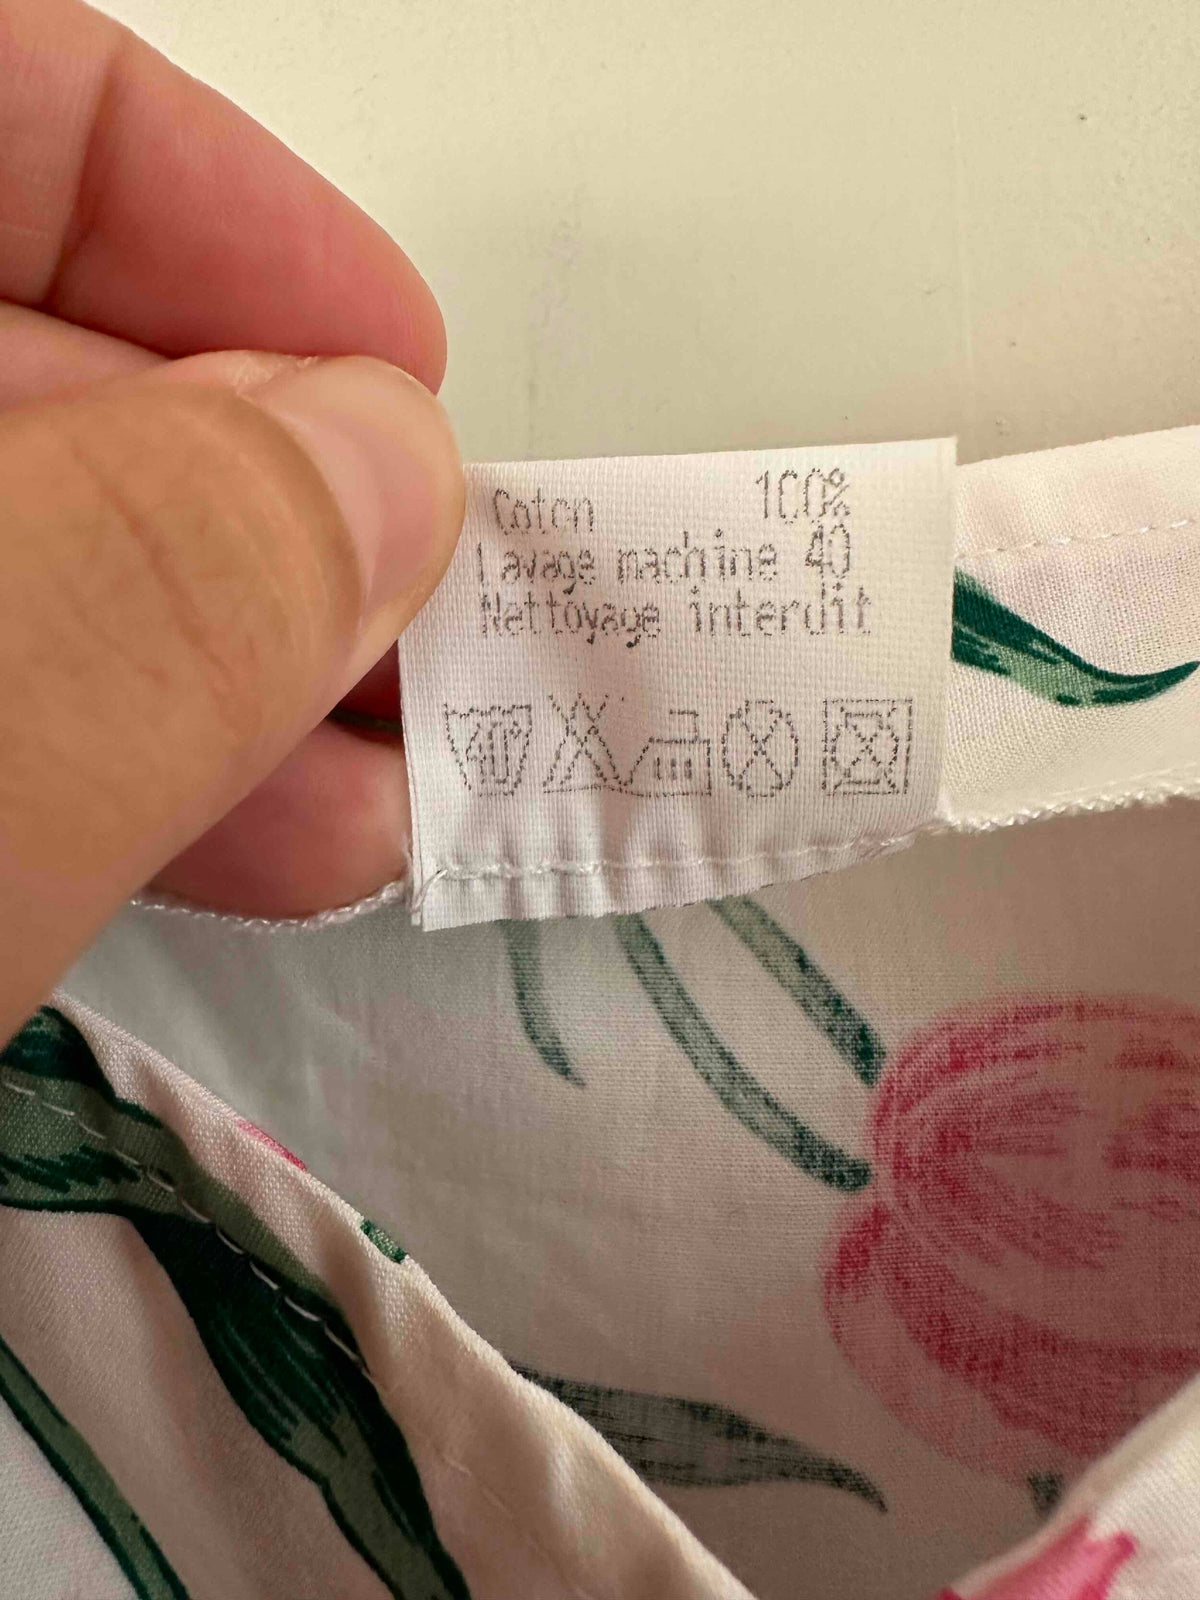 Coton 100%
Lavage machine 40
Nettoyage interdit
40